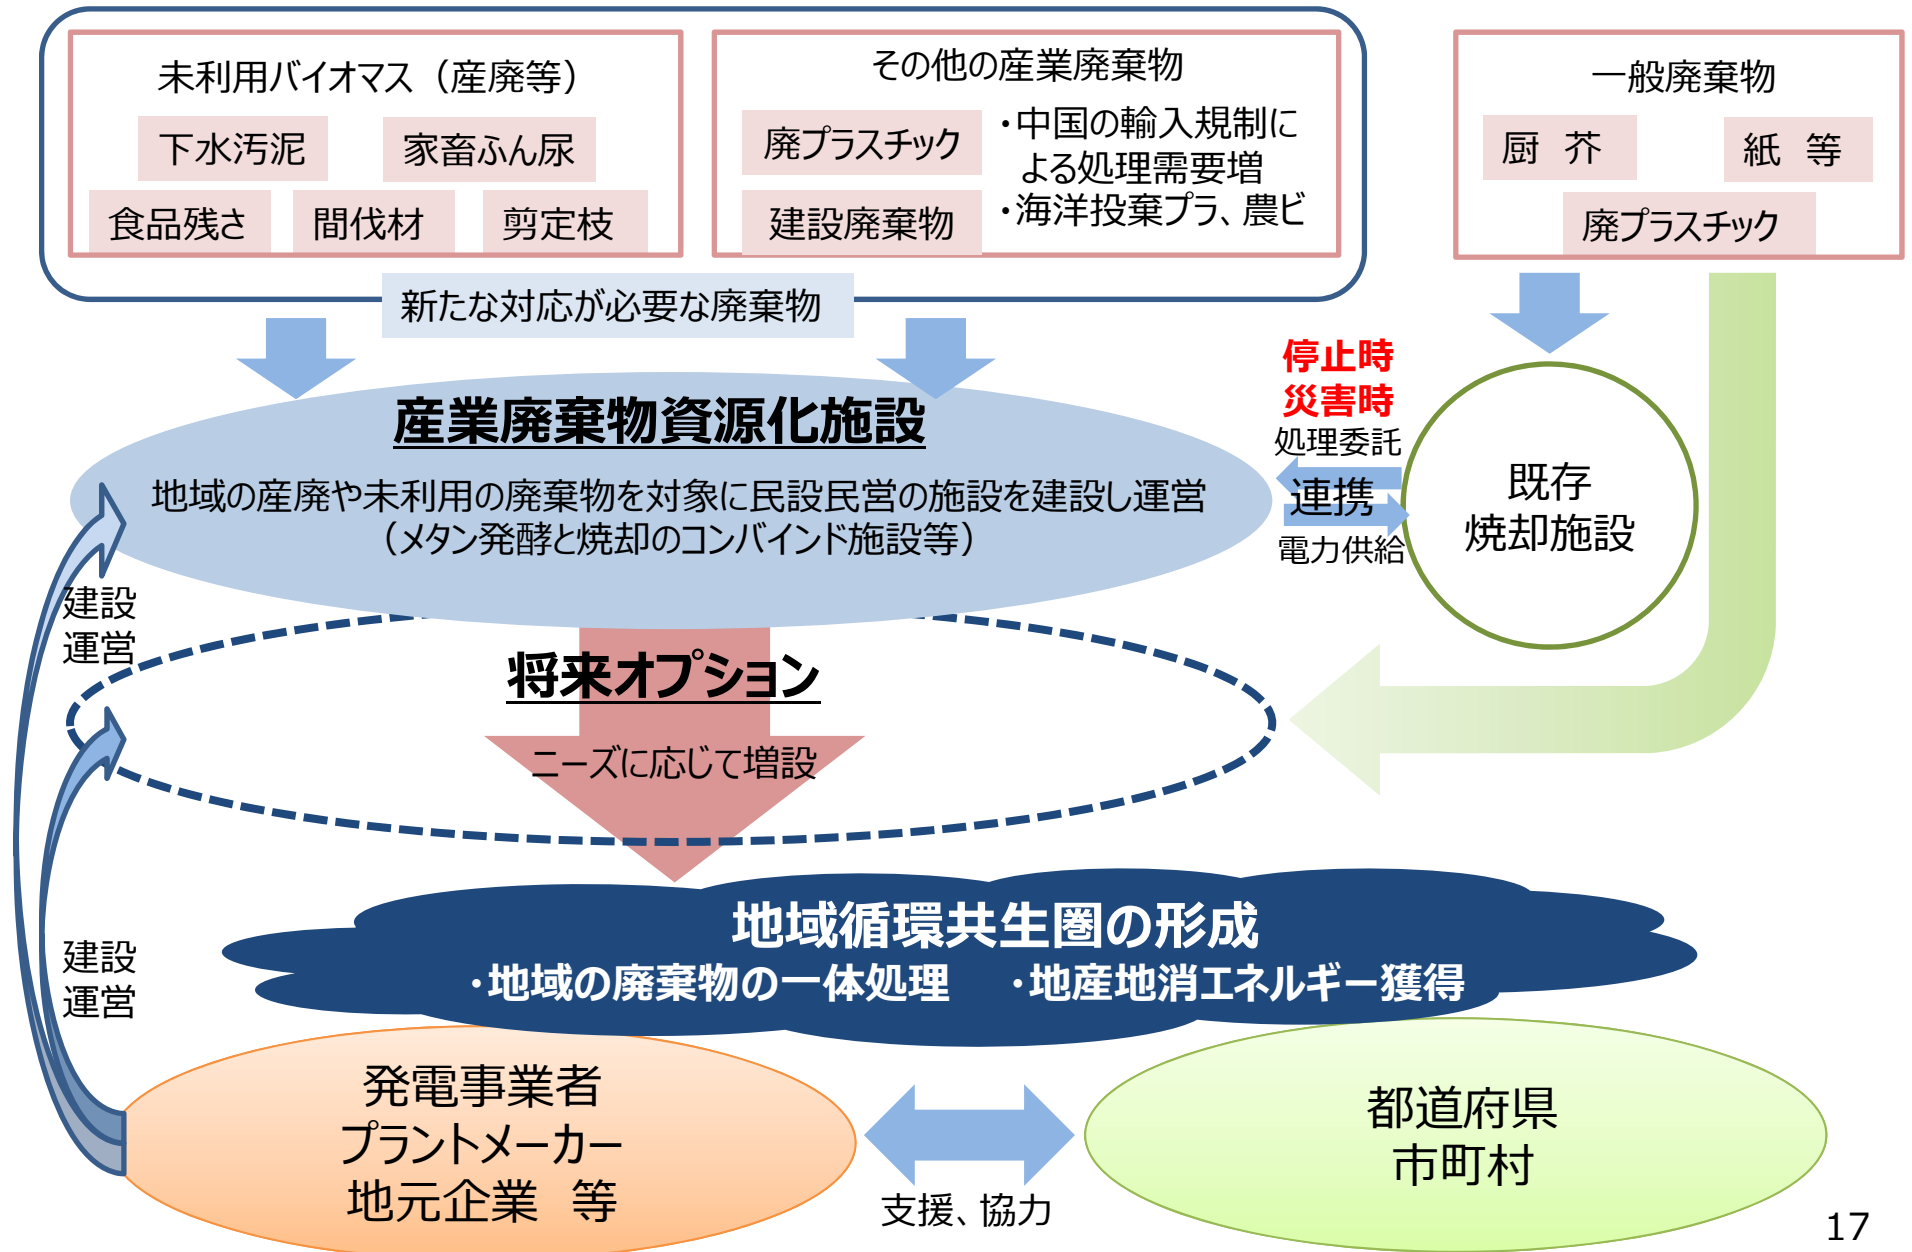 未利用バイオマス（産廃等）
下水汚泥
家畜ふん尿
食品残さ
間伐材
剪定枝
その他の産業廃棄物
廃プラスチック
建設廃棄物
・中国の輸入規制に
よる処理需要増
・海洋投棄プラ、農ビ
新たな対応が必要な廃棄物
一般廃棄物
厨　芥
紙　等
廃プラスチック
産業廃棄物資源化施設
地域の産廃や未利用の廃棄物を対象に民設民営の施設を建設し運営
（メタン発酵と焼却のコンバインド施設等）
停止時
災害時
処理委託
連携
電力供給
既存
焼却施設
建設
運営
将来オプション
ニーズに応じて増設
地域循環共生圏の形成
・地域の廃棄物の一体処理　・地産地消エネルギー獲得
建設
運営
発電事業者
プラントメーカー
地元企業　等
支援、協力
都道府県
市町村
17